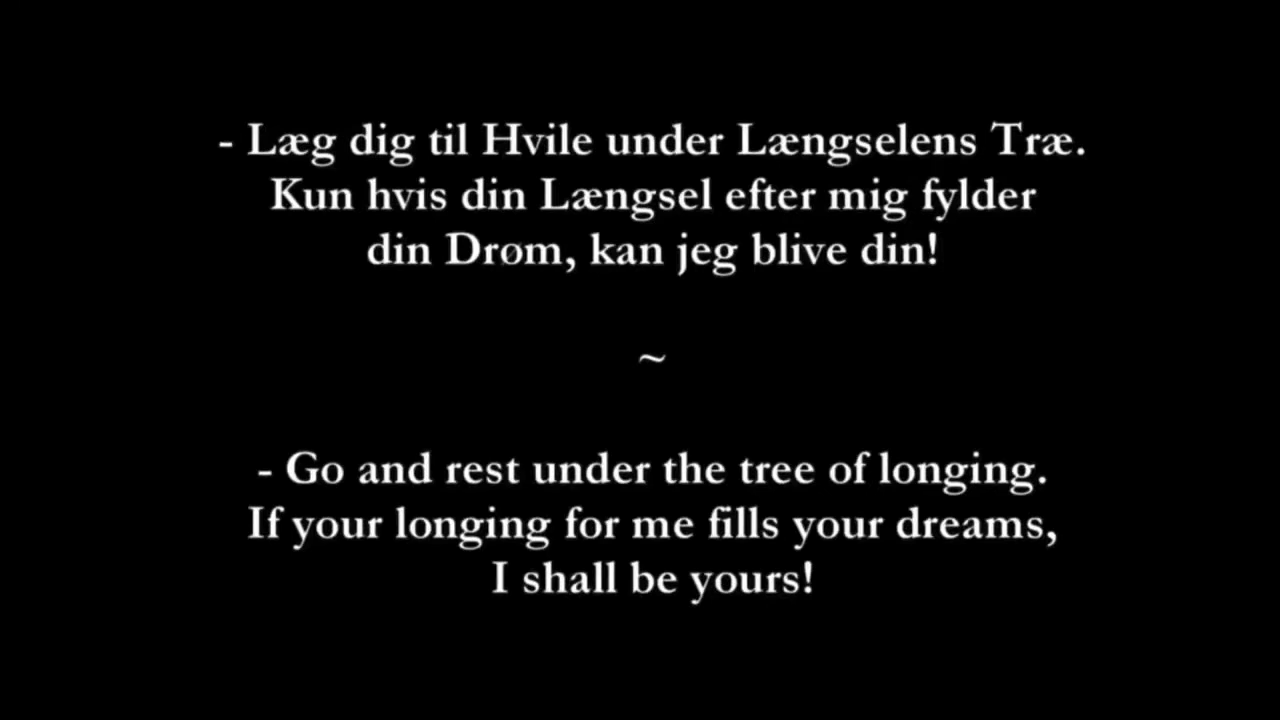 - Læg dig til Hvile under Længselens Træ.
Kun hvis din Længsel efter mig fylder
din Drøm, kan jeg blive din!
~
- Go and rest under the tree of longing.
If your longing for me fills your dreams,
I shall be yours!